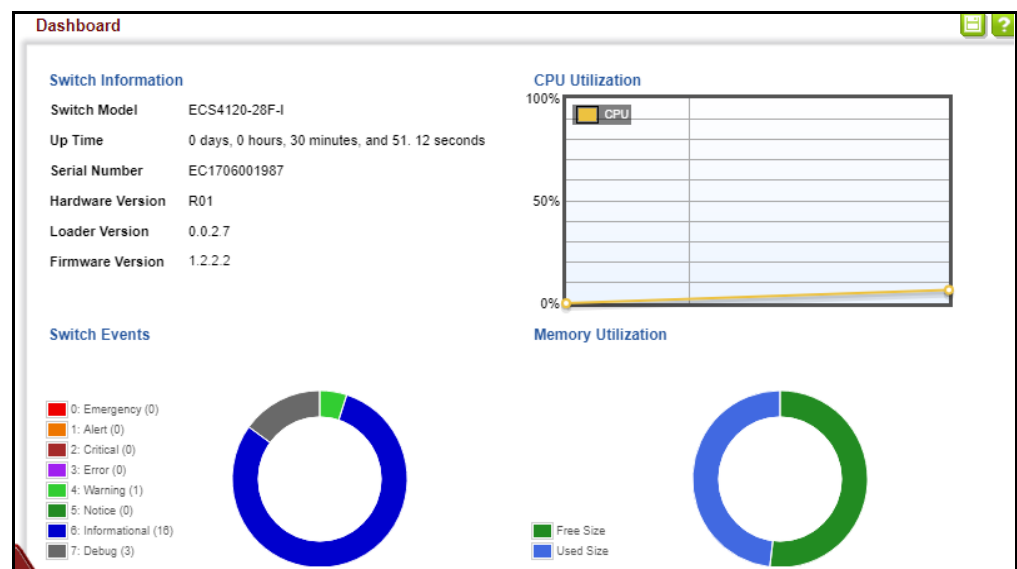 Dashboard
?
Switch Information
Switch Model ECS4120-28F-I
Up Time 0 days, 0 hours, 30 minutes, and 51. 12 seconds
Serial Number EC1706001987
Hardware Version R01
Loader Version 0.0.2.7
Firmware Version 1.2.2.2
CPU Utilization
100%
CPU
50%
0%
Switch Events
0: Emergency (0)
1: Alert (0)
2: Critical (0)
3: Error (0)
4: Warning (1)
5: Notice (0)
6: Informational (16)
7: Debug (3)
Memory Utilization
Free Size
Used Size